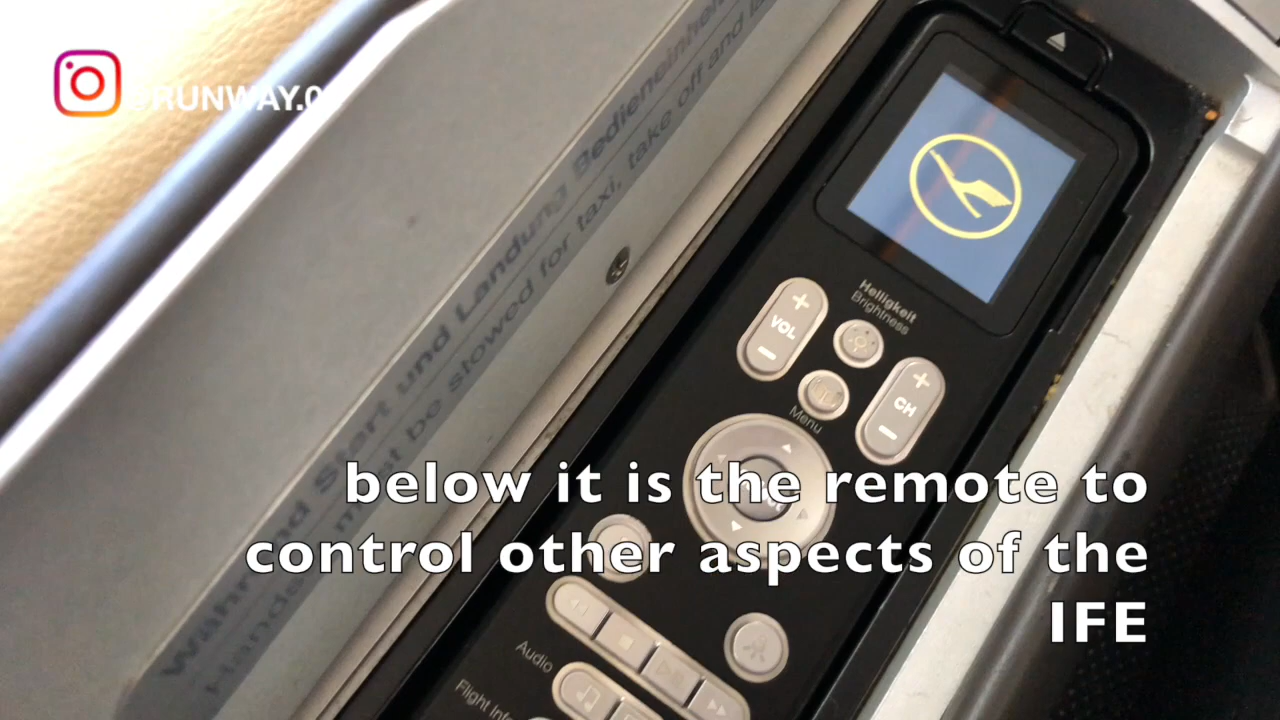 RUNWAY.0
Während Start und Landung Bedieneinheit
must be stowed for taxi, take off and
Helligkeit
Brightness
+
VOL
−
+
CH
−
Menu
below it is the remote to
control other aspects of the
IFE
Audio
Flight Info